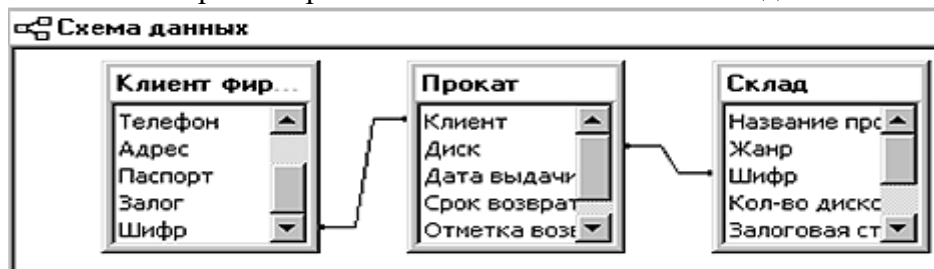 Схема данных
Клиент фир...
Телефон
Адрес
Паспорт
Залог
Шифр
Прокат
Клиент
Диск
Дата выдачи
Срок возврат
Отметка возв
Склад
Название про
Жанр
Шифр
Кол-во диско
Залоговая ст